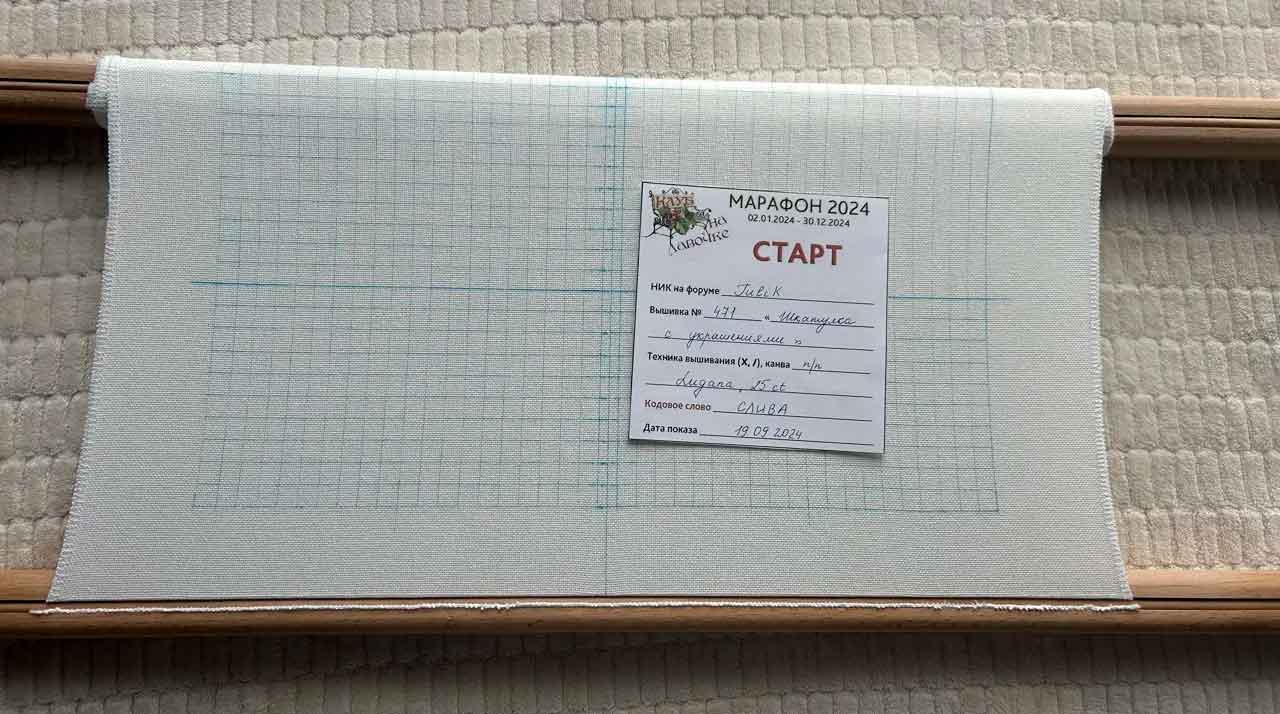 КЛУБ
на
лавочке
МАРАФОН 2024
02.01.2024 - 30.12.2024
СТАРТ
НИК на форуме TuBiK
Вышивка № 471 " Шкатулка
с украшениями "
Техника вышивания (X, /), канва п/п
Lugana, 25 ct
Кодовое слово СЛИВА
Дата показа 19.09.2024